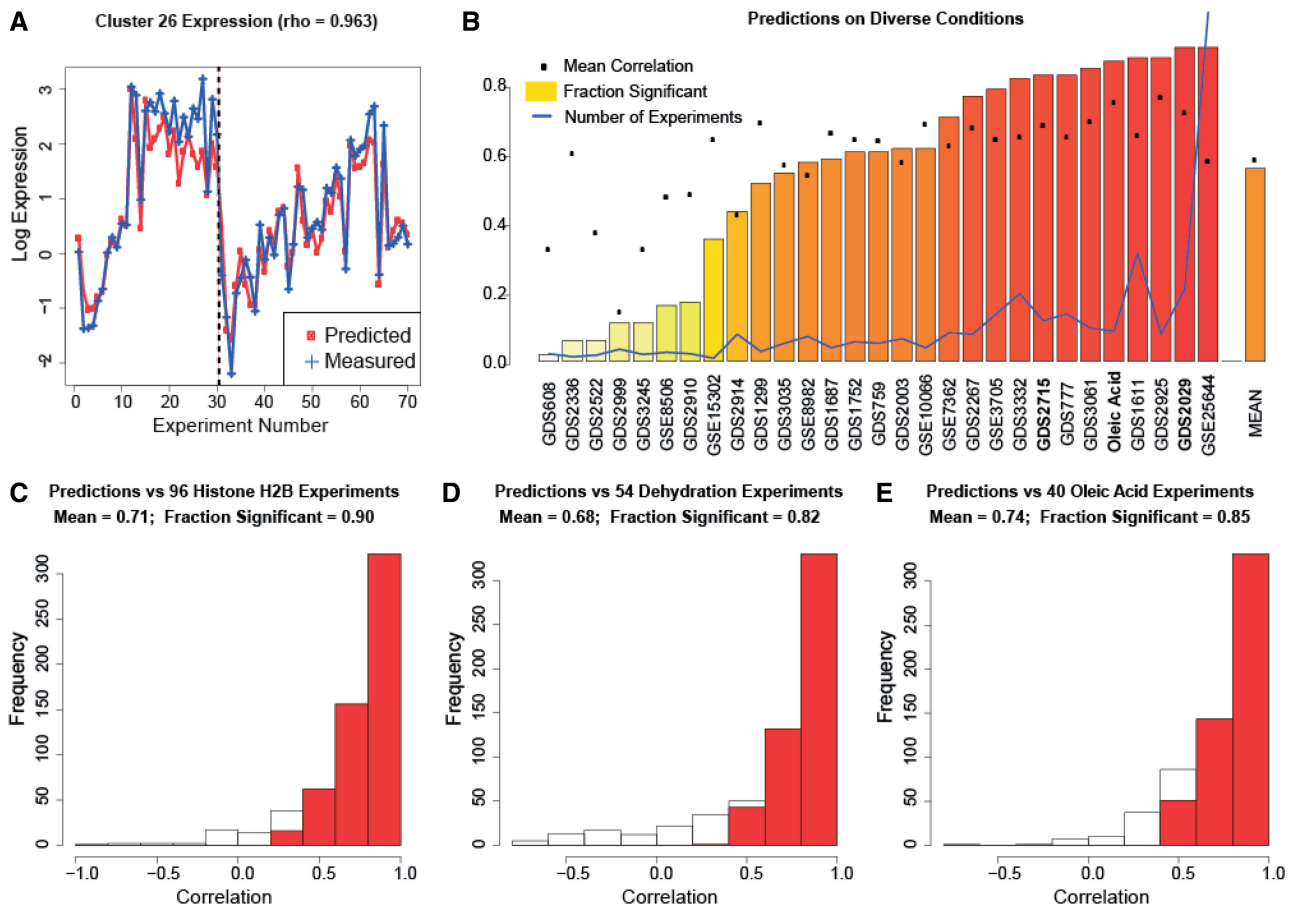 A
Cluster 26 Expression (rho = 0.963)
Log Expression
3
2
1
0
−1
−2
Predicted
Measured
0 10 20 30 40 50 60 70
Experiment Number
B
Predictions on Diverse Conditions
Mean Correlation
Fraction Significant
Number of Experiments
0.8
0.6
0.4
0.2
0.0
GDS608
GDS2336
GDS2522
GDS2999
GDS3245
GSE8506
GDS2910
GSE15302
GDS2914
GDS1299
GDS3035
GSE8982
GDS1687
GDS1752
GDS759
GDS2003
GSE10066
GSE7362
GDS2267
GSE3705
GDS3332
GDS2715
GDS777
GDS3061
Oleic Acid
GDS1611
GDS2925
GDS2029
GSE25644
MEAN
C
Predictions vs 96 Histone H2B Experiments
Mean = 0.71; Fraction Significant = 0.90
Frequency
300
250
200
150
100
50
0
−1.0 −0.5 0.0 0.5 1.0
Correlation
D
Predictions vs 54 Dehydration Experiments
Mean = 0.68; Fraction Significant = 0.82
Frequency
300
250
200
150
100
50
0
−0.5 0.0 0.5 1.0
Correlation
E
Predictions vs 40 Oleic Acid Experiments
Mean = 0.74; Fraction Significant = 0.85
Frequency
300
250
200
150
100
50
0
−0.5 0.0 0.5 1.0
Correlation